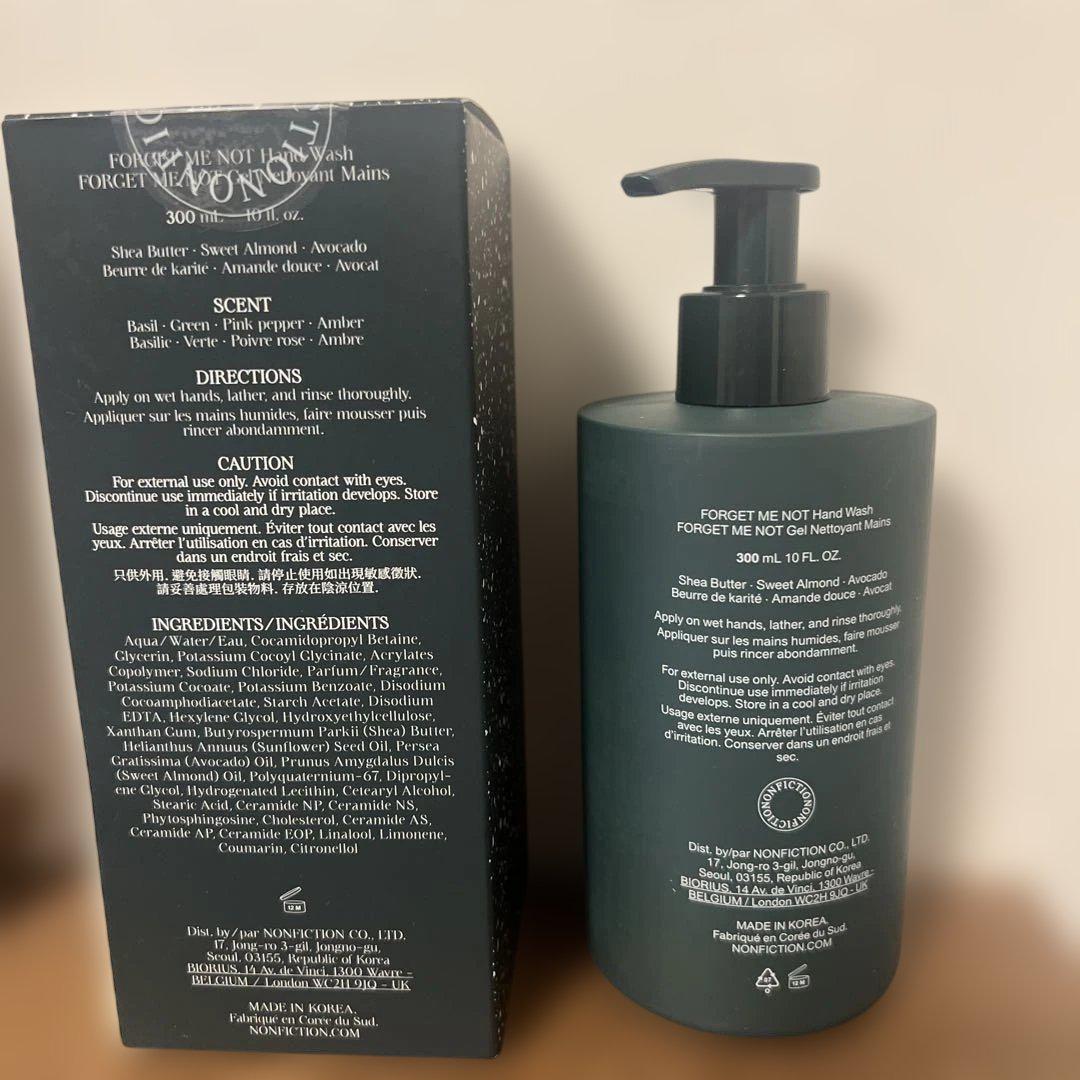 FORGET ME NOT Hand Wash
FORGET ME NOT Gel Nettoyant Mains
300 mL 10 fl. oz.
Shea Butter · Sweet Almond · Avocado
Beurre de karité · Amande douce · Avocat
SCENT
Basil · Green · Pink pepper · Amber
Basilic · Verte · Poivre rose · Ambre
DIRECTIONS
Apply on wet hands, lather, and rinse thoroughly.
Appliquer sur les mains humides, faire mousser puis
rincer abondamment.
CAUTION
For external use only. Avoid contact with eyes.
Discontinue use immediately if irritation develops. Store
in a cool and dry place.
Usage externe uniquement. Éviter tout contact avec les
yeux. Arrêter l'utilisation en cas d'irritation. Conserver
dans un endroit frais et sec.
只供外用. 避免接觸眼睛. 請停止使用如出現敏感徵狀.
請妥善處理包裝物料. 存放在陰涼位置.
INGREDIENTS/INGRÉDIENTS
Aqua/Water/Eau, Cocamidopropyl Betaine,
Glycerin, Potassium Cocoyl Glycinate, Acrylates
Copolymer, Sodium Chloride, Parfum/Fragrance,
Potassium Cocoate, Potassium Benzoate, Disodium
Cocoamphodiacetate, Starch Acetate, Disodium
EDTA, Hexylene Glycol, Hydroxyethylcellulose,
Xanthan Gum, Butyrospermum Parkii (Shea) Butter,
Helianthus Annuus (Sunflower) Seed Oil, Persea
Gratissima (Avocado) Oil, Prunus Amygdalus Dulcis
(Sweet Almond) Oil, Polyquaternium-67, Dipropyl-
ene Glycol, Hydrogenated Lecithin, Cetearyl Alcohol,
Stearic Acid, Ceramide NP, Ceramide NS,
Phytosphingosine, Cholesterol, Ceramide AS,
Ceramide AP, Ceramide EOP, Linalool, Limonene,
Coumarin, Citronellol
12 M
Dist. by/par NONFICTION CO., LTD.
17, Jong-ro 3-gil, Jongno-gu,
Seoul, 03155, Republic of Korea
BIORIUS, 14 Av. de Vinci, 1300 Wavre -
BELGIUM / London WC2H 9JQ - UK
MADE IN KOREA.
Fabriqué en Corée du Sud.
NONFICTION.COM
FORGET ME NOT Hand Wash
FORGET ME NOT Gel Nettoyant Mains
300 mL 10 FL. OZ.
Shea Butter · Sweet Almond · Avocado
Beurre de karité · Amande douce · Avocat
Apply on wet hands, lather, and rinse thoroughly.
Appliquer sur les mains humides, faire mousser
puis rincer abondamment.
For external use only. Avoid contact with eyes.
Discontinue use immediately if irritation
develops. Store in a cool and dry place.
Usage externe uniquement. Éviter tout contact
avec les yeux. Arrêter l'utilisation en cas
d'irritation. Conserver dans un endroit frais et
sec.
NONFICTION NONFICTION
Dist. by/par NONFICTION CO., LTD.
17, Jong-ro 3-gil, Jongno-gu,
Seoul, 03155, Republic of Korea
BIORIUS, 14 Av. de Vinci, 1300 Wavre -
BELGIUM / London WC2H 9JQ - UK
MADE IN KOREA.
Fabriqué en Corée du Sud.
NONFICTION.COM
12 M